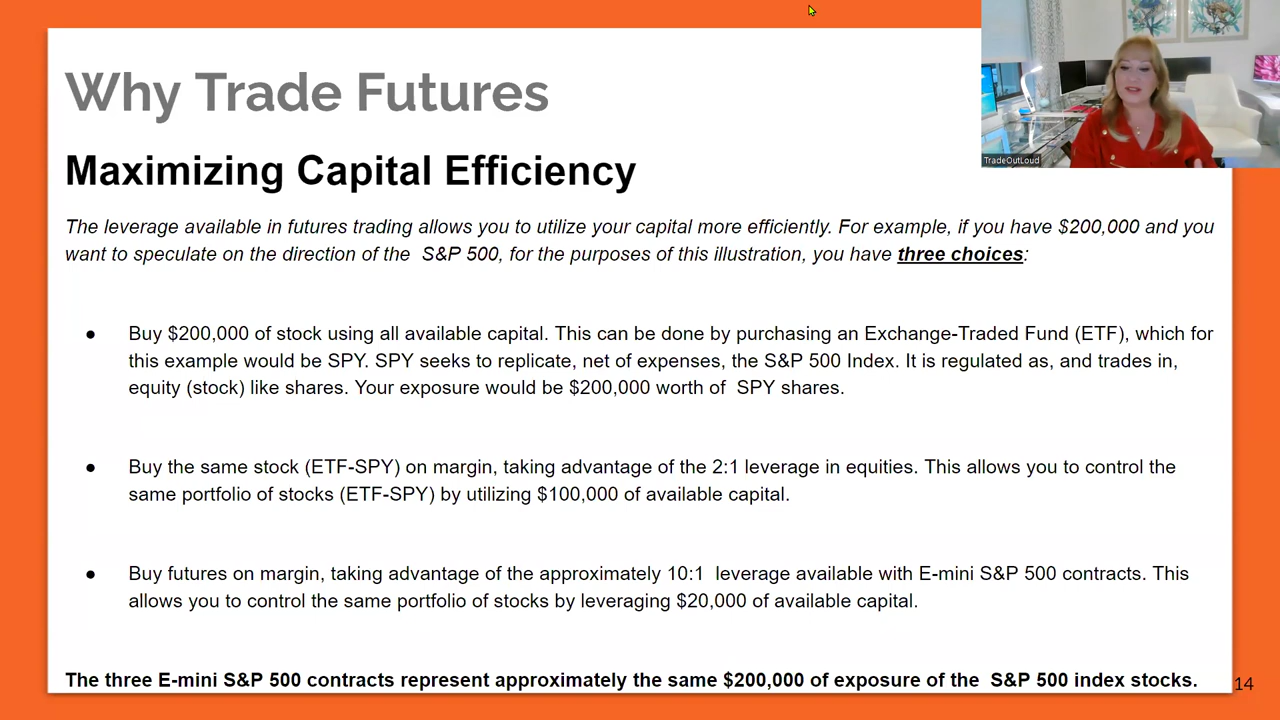 Why Trade Futures
Maximizing Capital Efficiency
The leverage available in futures trading allows you to utilize your capital more efficiently. For example, if you have $200,000 and you
want to speculate on the direction of the S&P 500, for the purposes of this illustration, you have three choices:
● Buy $200,000 of stock using all available capital. This can be done by purchasing an Exchange-Traded Fund (ETF), which for
this example would be SPY. SPY seeks to replicate, net of expenses, the S&P 500 Index. It is regulated as, and trades in,
equity (stock) like shares. Your exposure would be $200,000 worth of SPY shares.
● Buy the same stock (ETF-SPY) on margin, taking advantage of the 2:1 leverage in equities. This allows you to control the
same portfolio of stocks (ETF-SPY) by utilizing $100,000 of available capital.
● Buy futures on margin, taking advantage of the approximately 10:1 leverage available with E-mini S&P 500 contracts. This
allows you to control the same portfolio of stocks by leveraging $20,000 of available capital.
The three E-mini S&P 500 contracts represent approximately the same $200,000 of exposure of the S&P 500 index stocks.
14
TradeOutLoud